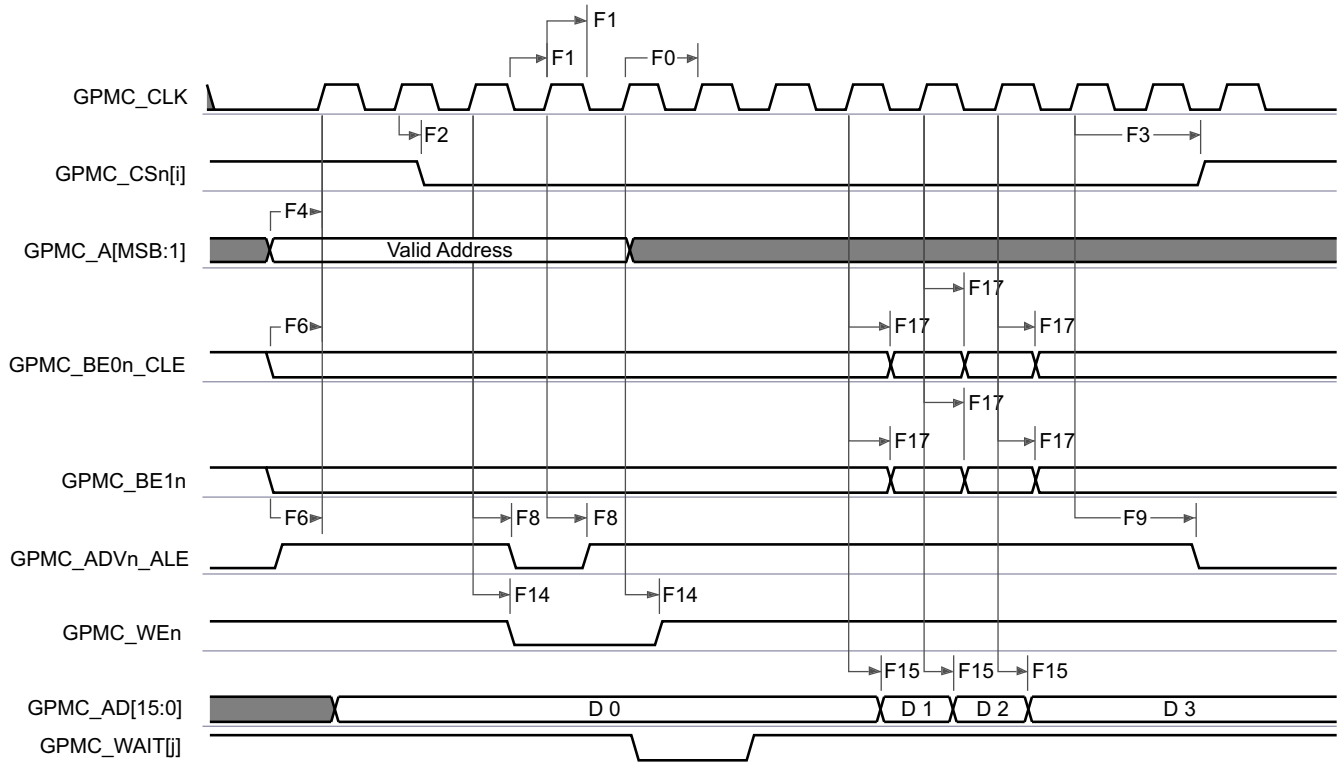 F1
F1
F0
GPMC_CLK
F2
F3
GPMC_CSn[i]
F4
GPMC_A[MSB:1]
Valid Address
F17
F6
F17
F17
GPMC_BE0n_CLE
F17
F17
F17
GPMC_BE1n
F6
F8
F8
F9
GPMC_ADVn_ALE
F14
F14
GPMC_WEn
F15
F15
F15
GPMC_AD[15:0]
D 0
D 1
D 2
D 3
GPMC_WAIT[j]